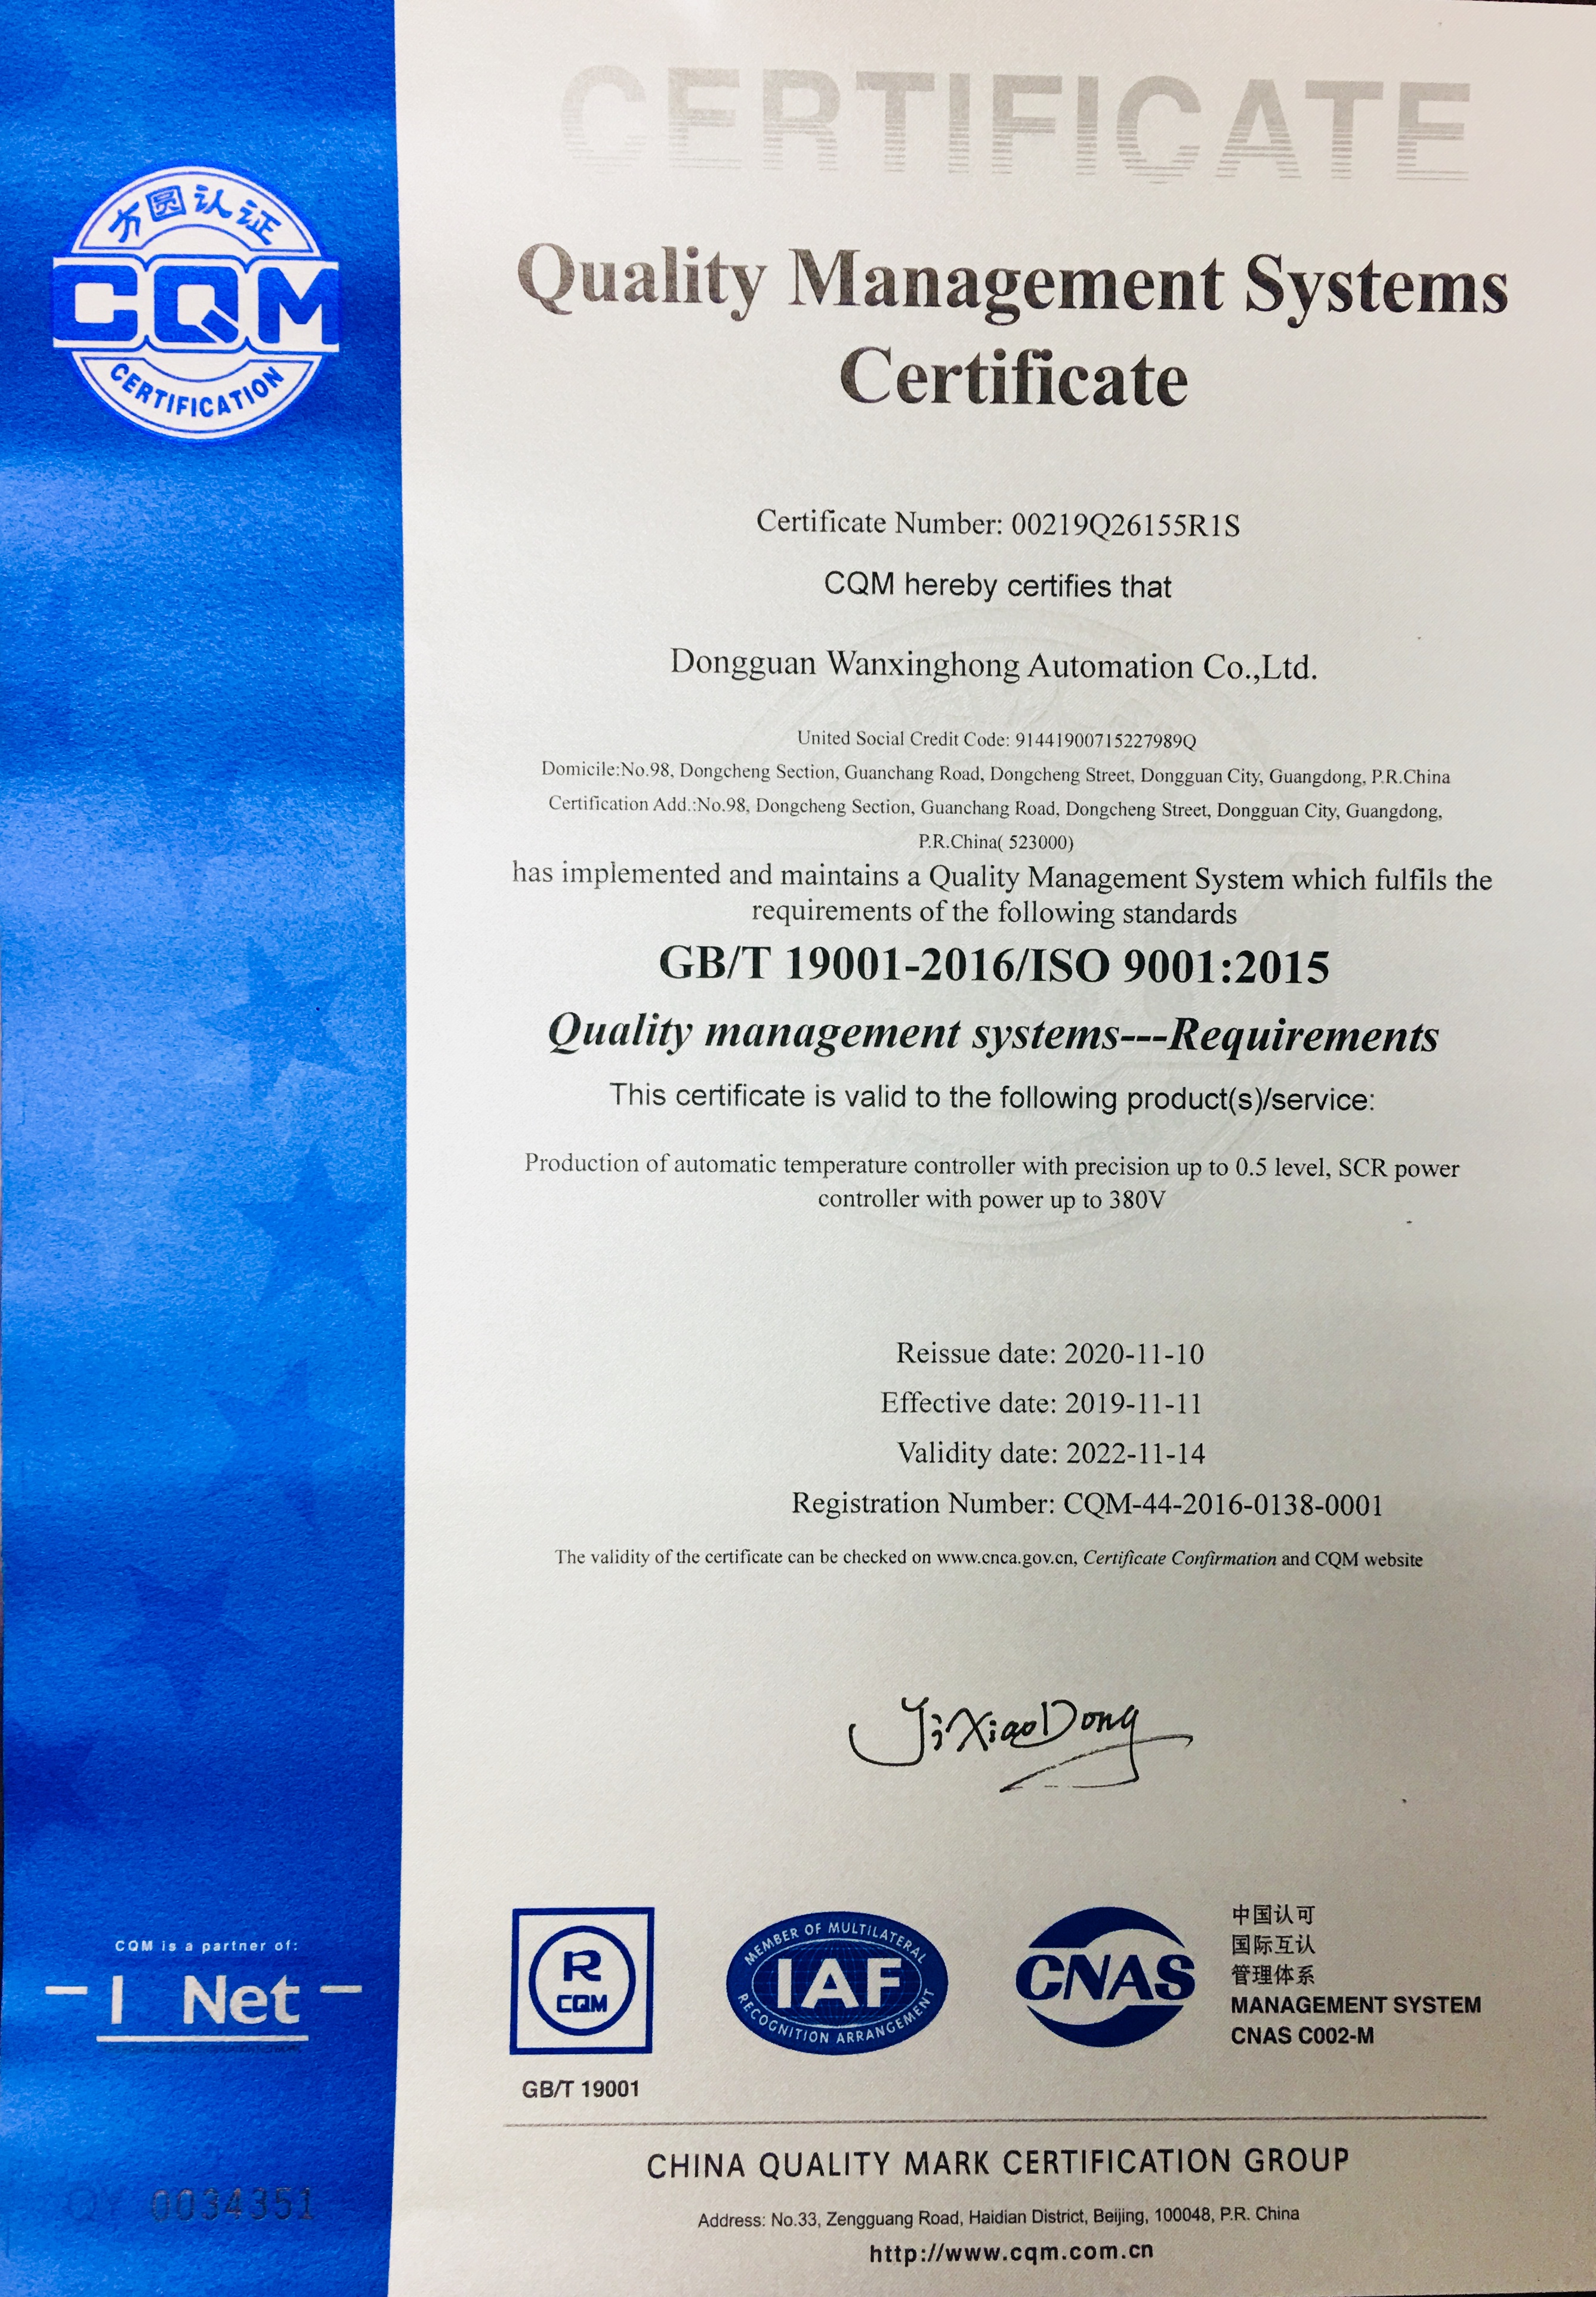 CERTIFICATE
方圆认证
CQM
CERTIFICATION
Quality Management Systems
Certificate
Certificate Number: 00219Q26155R1S
CQM hereby certifies that
Dongguan Wanxinghong Automation Co.,Ltd.
United Social Credit Code: 91441900715227989Q
Domicile:No.98, Dongcheng Section, Guanchang Road, Dongcheng Street, Dongguan City, Guangdong, P.R.China
Certification Add.:No.98, Dongcheng Section, Guanchang Road, Dongcheng Street, Dongguan City, Guangdong,
P.R.China( 523000)
has implemented and maintains a Quality Management System which fulfils the
requirements of the following standards
GB/T 19001-2016/ISO 9001:2015
Quality management systems---Requirements
This certificate is valid to the following product(s)/service:
Production of automatic temperature controller with precision up to 0.5 level, SCR power
controller with power up to 380V
Reissue date: 2020-11-10
Effective date: 2019-11-11
Validity date: 2022-11-14
Registration Number: CQM-44-2016-0138-0001
The validity of the certificate can be checked on www.cnca.gov.cn, Certificate Confirmation and CQM website
JiXiaoDong
CQM is a partner of:
I Net
R
CQM
GB/T 19001
MEMBER OF MULTILATERAL
IAF
RECOGNITION ARRANGEMENT
CNAS
中国认可
国际互认
管理体系
MANAGEMENT SYSTEM
CNAS C002-M
QY 0034351
CHINA QUALITY MARK CERTIFICATION GROUP
Address: No.33, Zengguang Road, Haidian District, Beijing, 100048, P.R. China
http://www.cqm.com.cn